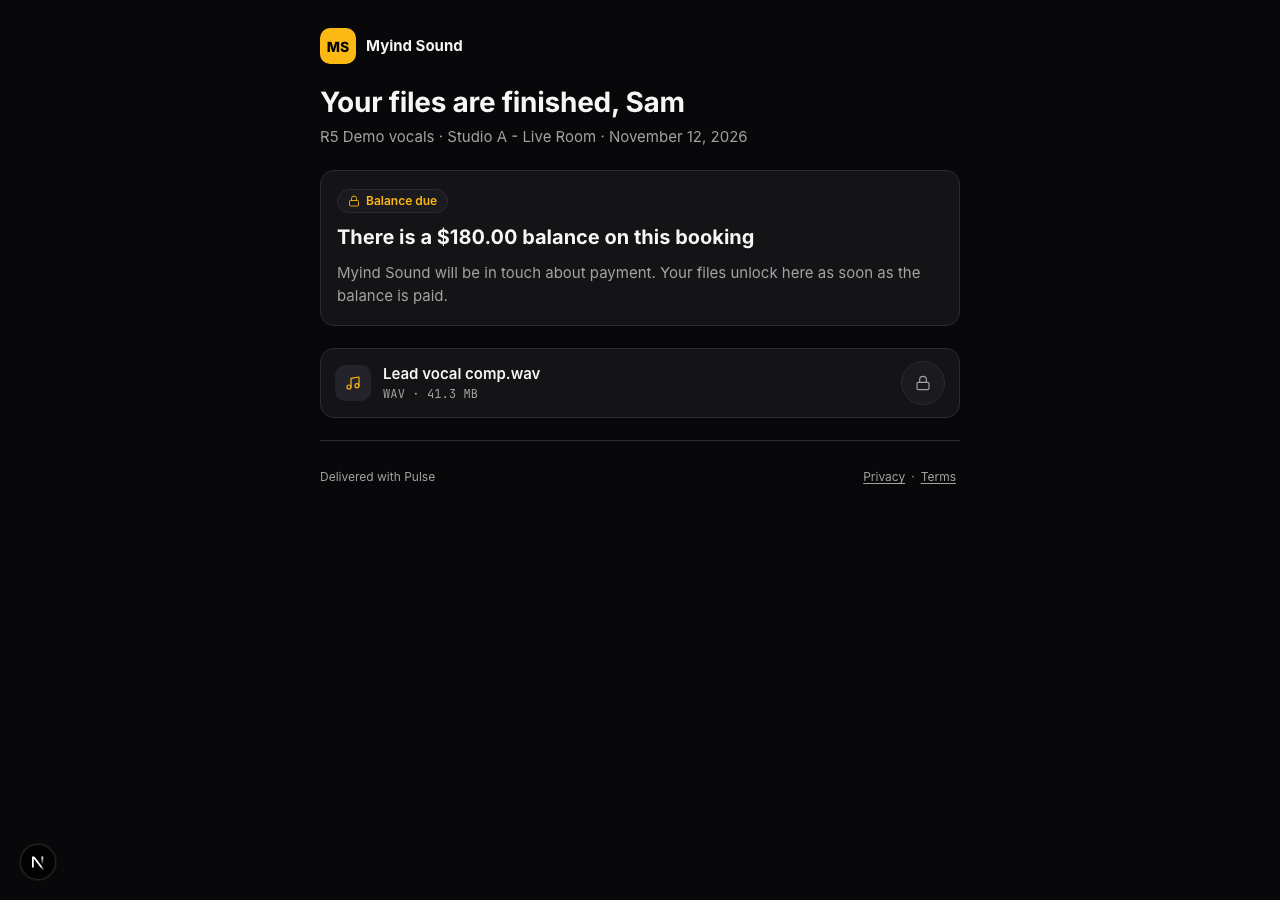 MS
Myind Sound
Your files are finished, Sam
R5 Demo vocals · Studio A - Live Room · November 12, 2026
Balance due
There is a $180.00 balance on this booking
Myind Sound will be in touch about payment. Your files unlock here as soon as the
balance is paid.
Lead vocal comp.wav
WAV · 41.3 MB
Delivered with Pulse
Privacy · Terms
N